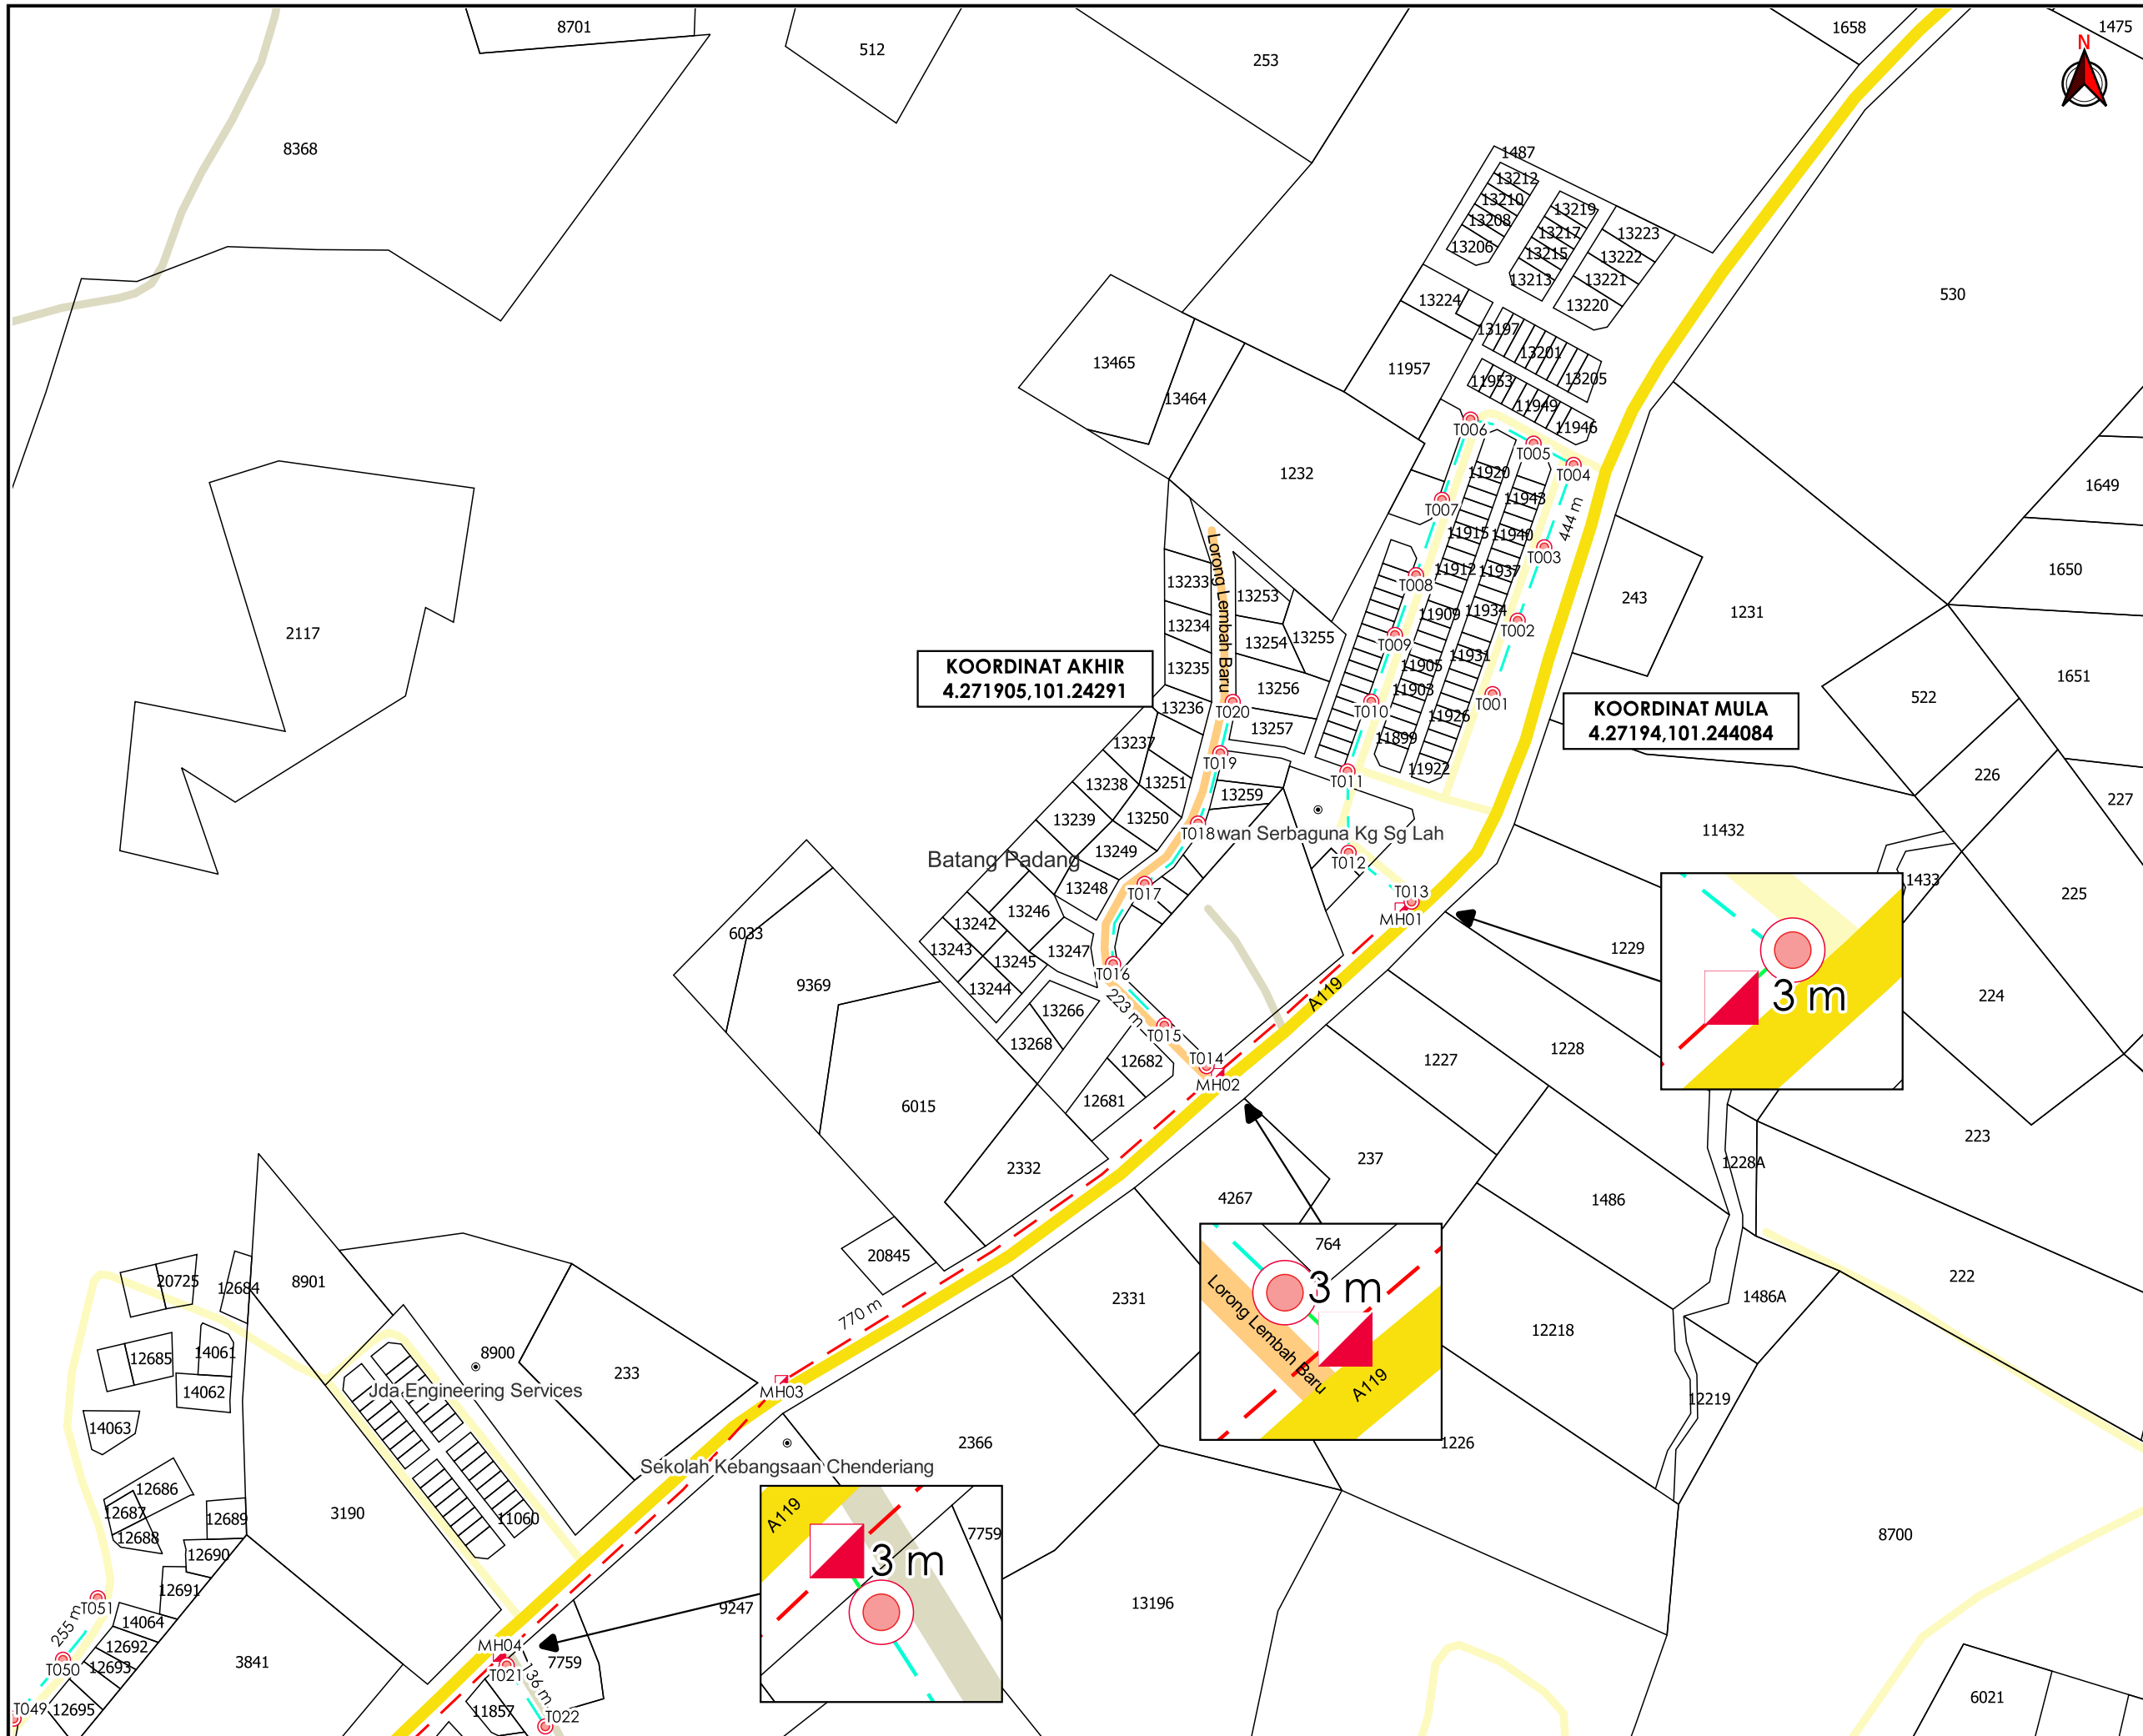 8701
512
253
1658
1475
N
8368
1487
13212
13210
13208
13206
13219
13217
13215
13213
13223
13222
13221
13220
530
13224
13197
13201
13205
11957
11953
11949
11946
13465
13464
1232
T006
T005
T004
11920
11943
T007
444 m
11915
11940
T003
1649
1650
1651
Lorong Lembah Baru
13233
13253
13234
13254
13255
13235
T008
11912
11937
11909
11934
T002
T009
11905
11931
243
1231
2117
KOORDINAT AKHIR
4.271905,101.24291
13256
13236
T020
13257
T010
11903
T001
11926
11899
11922
KOORDINAT MULA
4.27194,101.244084
522
226
227
13237
T019
13251
13238
13259
T011
13239
13250
T018
wan Serbaguna Kg Sg Lah
11432
Batang Padang
13249
T012
13248
T017
T013
MH01
1433
225
13246
13242
13243
13247
13245
13244
T016
6033
9369
1229
3 m
224
13266
223 m
T015
13268
A119
12682
T014
MH02
12681
1227
1228
6015
2332
237
4267
1228A
223
1486
20725
12684
8901
20845
764
3 m
Lorong Lembah Baru
A119
2331
222
1486A
12218
770 m
12685
14061
14062
8900
Jda Engineering Services
233
MH03
12219
14063
Sekolah Kebangsaan Chenderiang
2366
1226
12686
12687
12688
12689
12690
12691
3190
11060
A119
3 m
7759
8700
T051
255 m
14064
12692
12693
T050
12695
T049
3841
MH04
T021
136 m
7759
11857
T022
9247
13196
6021